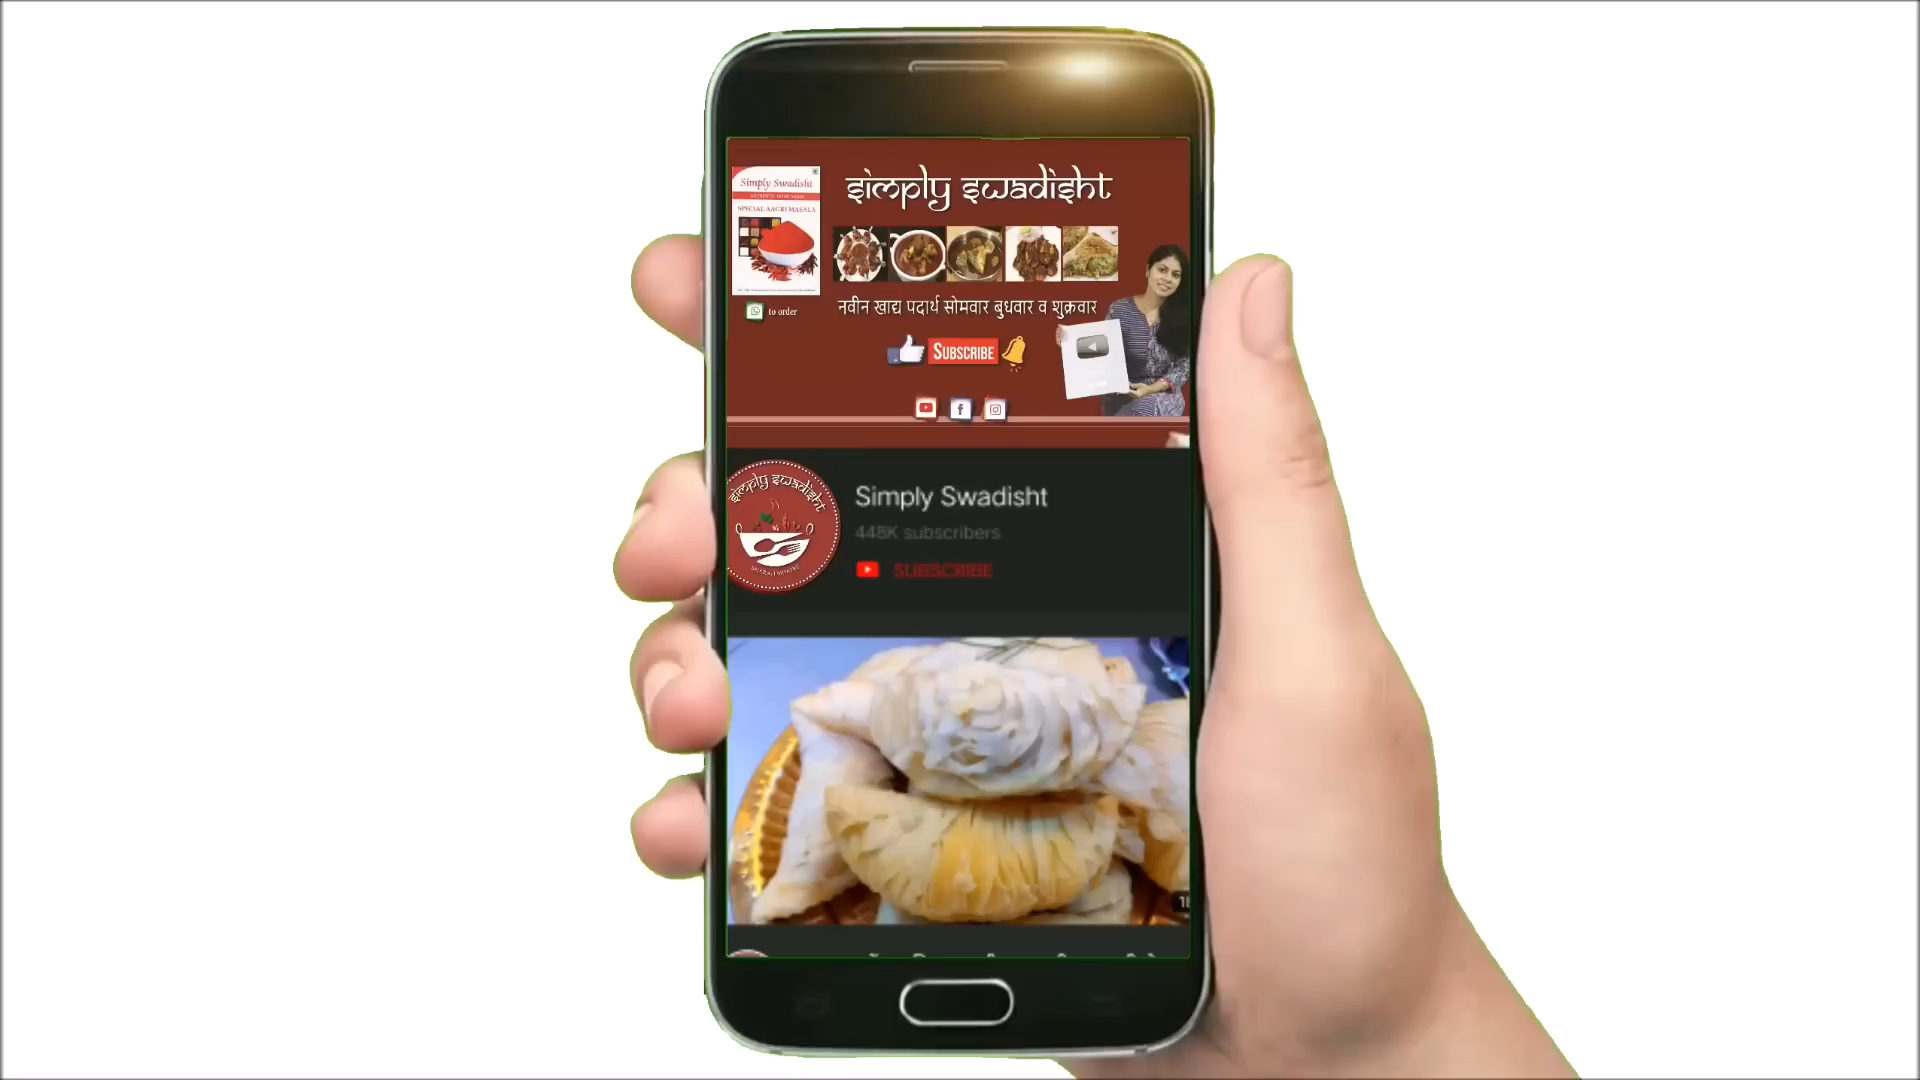 simply swadisht
Simply Swadisht
SPECIAL AAGRI MASALA
to order
नवीन खाद्य पदार्थ सोमवार बुधवार व शुक्रवार
SUBSCRIBE
simply swadisht
Simply Swadisht
448K subscribers
SUBSCRIBE